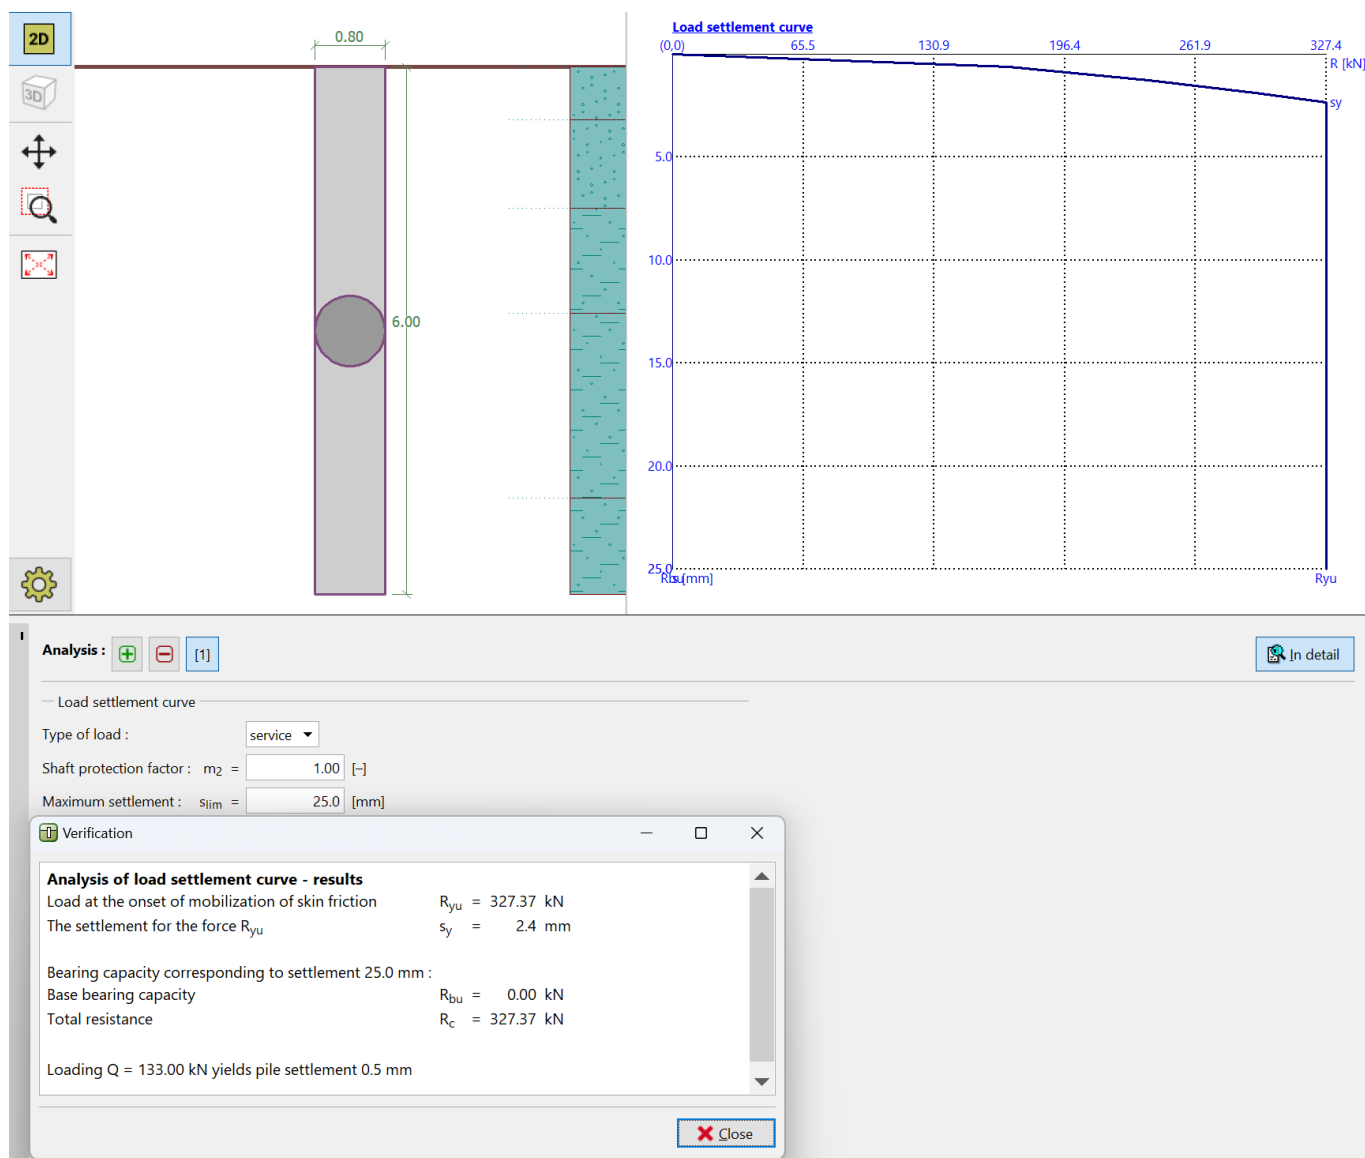 2D
3D
0.80
6.00
Load settlement curve
(0,0) 65.5 130.9 196.4 261.9 327.4
R [kN]
sy
5.0
10.0
15.0
20.0
25.0
[mm]
Ryu
Analysis :
[1]
In detail
Load settlement curve
Type of load : service
Shaft protection factor : m2 = 1.00 [–]
Maximum settlement : slim = 25.0 [mm]
Verification
Analysis of load settlement curve - results
Load at the onset of mobilization of skin friction Ryu = 327.37 kN
The settlement for the force Ryu sy = 2.4 mm
Bearing capacity corresponding to settlement 25.0 mm :
Base bearing capacity Rbu = 0.00 kN
Total resistance Rc = 327.37 kN
Loading Q = 133.00 kN yields pile settlement 0.5 mm
Close